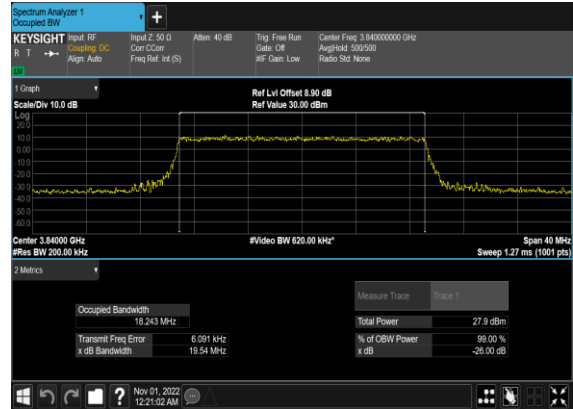 Spectrum Analyzer 1
Occupied BW
KEYSIGHT
R T
LM
Input: RF
Coupling: DC
Align: Auto
Input Z: 50 Ω
Corr CCorr
Freq Ref: Int (S)
Atten: 40 dB
Trig: Free Run
Gate: Off
#IF Gain: Low
Center Freq: 3.840000000 GHz
Avg|Hold: 500/500
Radio Std: None
1 Graph
Scale/Div 10.0 dB
Ref Lvl Offset 8.90 dB
Ref Value 30.00 dBm
Log
20.0
10.0
0.00
-10.0
-20.0
-30.0
-40.0
-50.0
-60.0
Center 3.84000 GHz
#Res BW 200.00 kHz
#Video BW 620.00 kHz*
Span 40 MHz
Sweep 1.27 ms (1001 pts)
2 Metrics
Occupied Bandwidth
18.243 MHz
Transmit Freq Error 6.091 kHz
x dB Bandwidth 19.54 MHz
Measure Trace Trace 1
Total Power 27.9 dBm
% of OBW Power 99.00 %
x dB -26.00 dB
?
Nov 01, 2022
12:21:02 AM